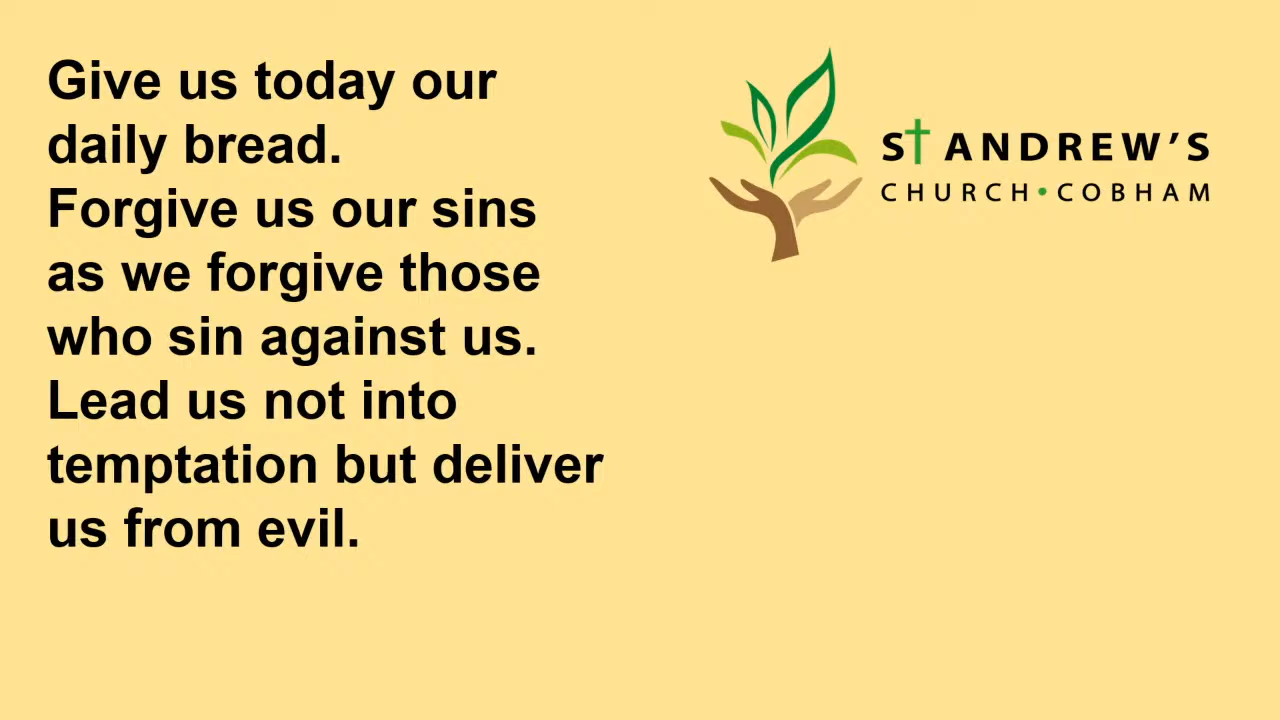 Give us today our
daily bread.
Forgive us our sins
as we forgive those
who sin against us.
Lead us not into
temptation but deliver
us from evil.
St ANDREW'S
CHURCH•COBHAM